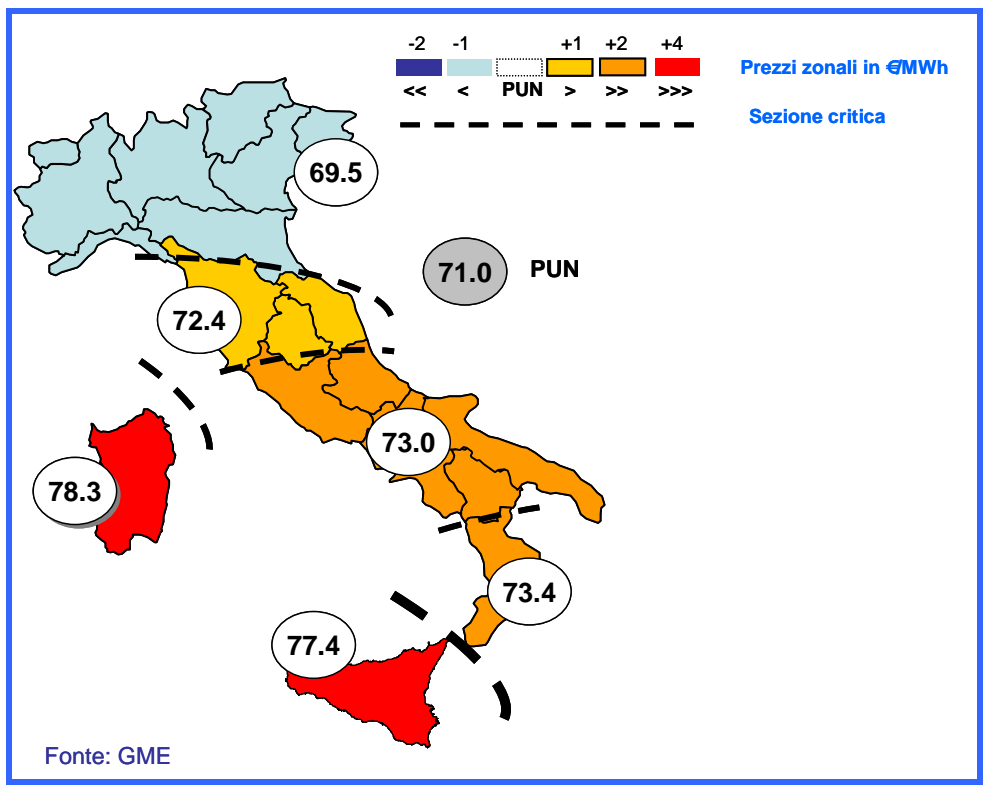 -2 -1 +1 +2 +4
Prezzi zonali in €/MWh
<< < PUN > >> >>>
Sezione critica
69.5
71.0 PUN
72.4
73.0
78.3
73.4
77.4
Fonte: GME